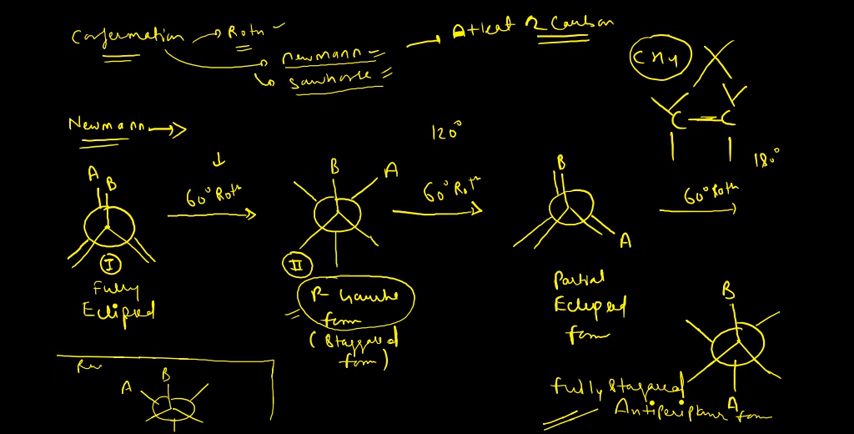 Confermation → Rotn
newmann
sawhorse
→ Atleast 2 Carbon
CH4
C = C
Newmann →
120°
180°
A B
60° Rotn
B A
60° Rotn
B
A
60° Rotn
I
Fully
Eclipsed
II
P- Gauche
form
(Staggered
form)
Partial
Eclipsed
form
B
A
Fully Staggered
Antiperiplanar form
A B